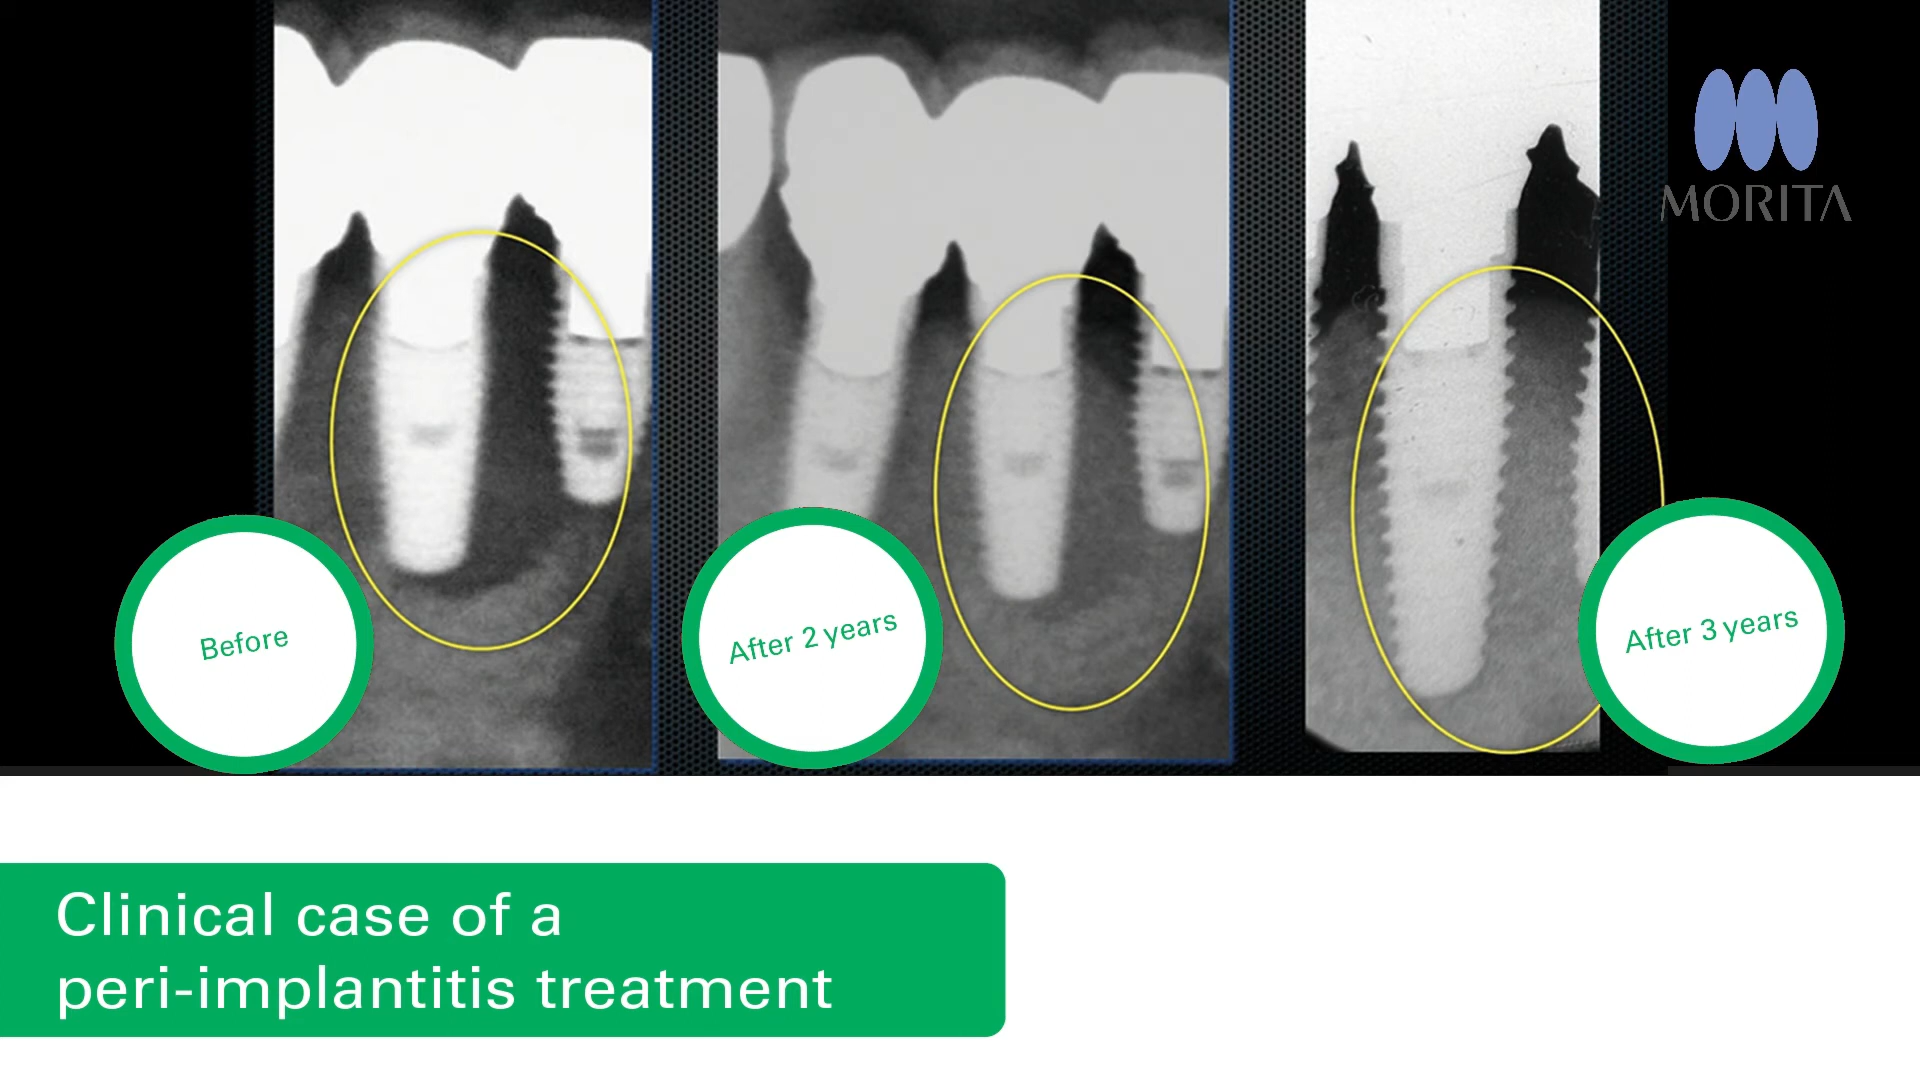 MORITA
Before
After 2 years
After 3 years
Clinical case of a
peri-implantitis treatment